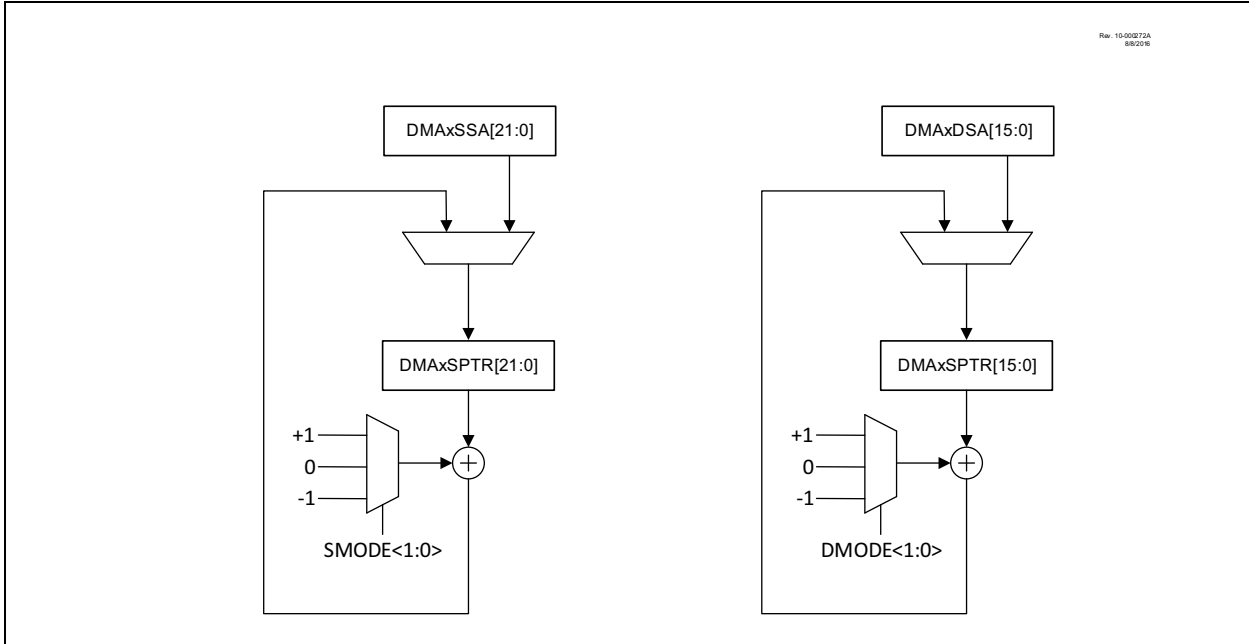 Rev. 10-000272A
8/8/2016
DMAxSSA[21:0]
DMAxSPTR[21:0]
+1
0
-1
SMODE<1:0>
DMAxDSA[15:0]
DMAxSPTR[15:0]
+1
0
-1
DMODE<1:0>